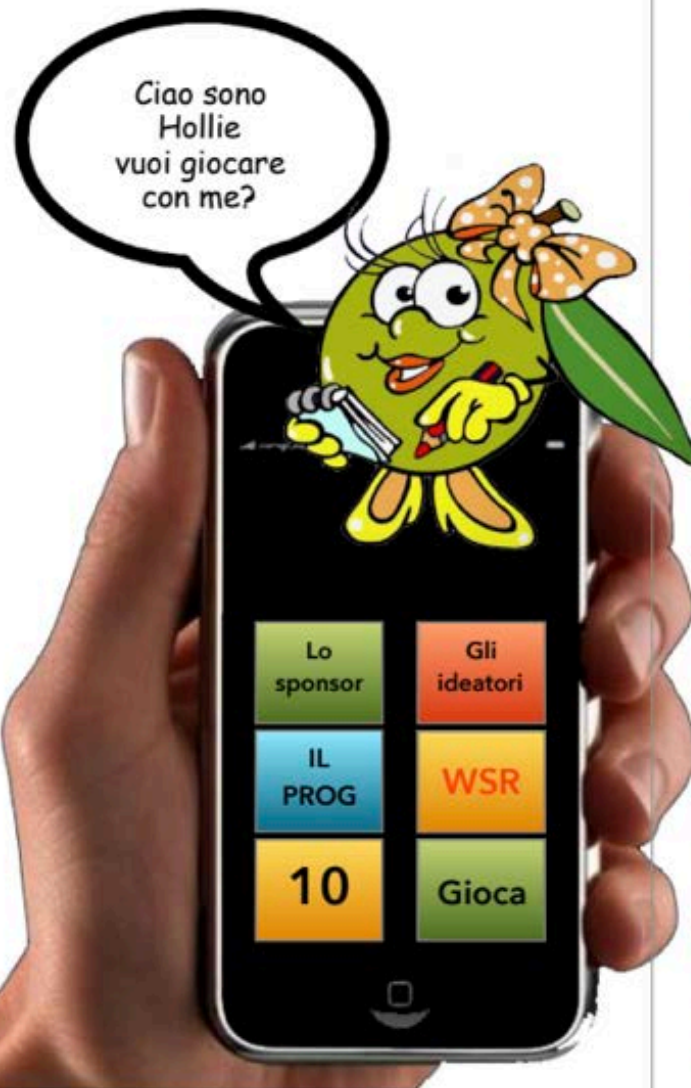 Ciao sono
Hollie
vuoi giocare
con me?
Lo
sponsor
Gli
ideatori
IL
PROG
WSR
10
Gioca